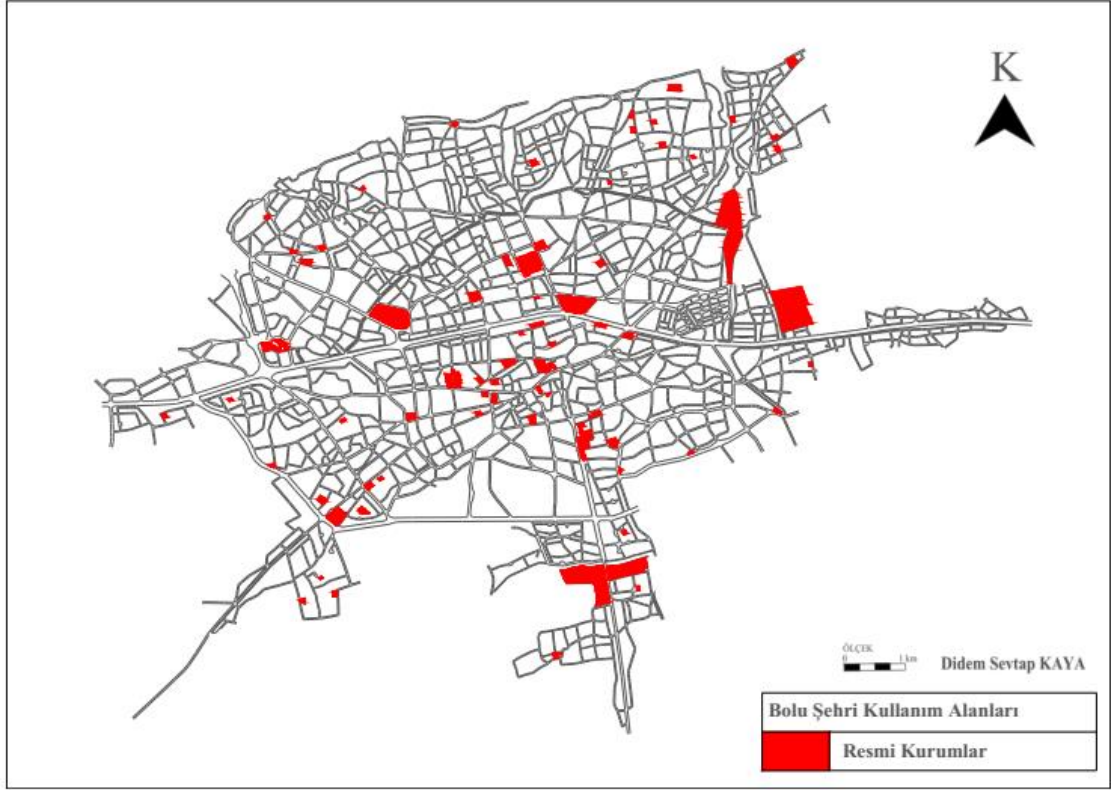 K
ÖLÇEK
0 1 km
Didem Sevtap KAYA
Bolu Şehri Kullanım Alanları
Resmi Kurumlar